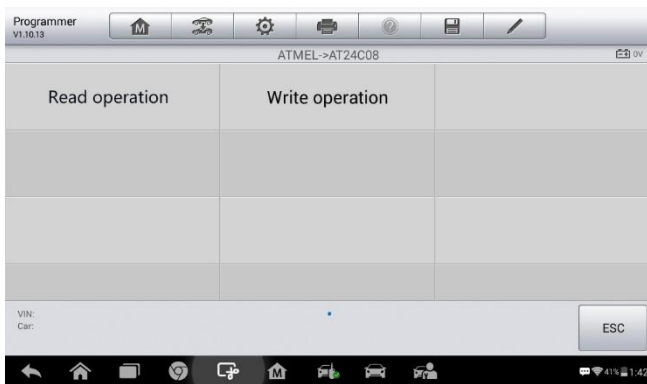 Programmer
V1.10.13
M
?
ATMEL->AT24C08
0V
Read operation
Write operation
VIN:
Car:
ESC
M
41% 1:42